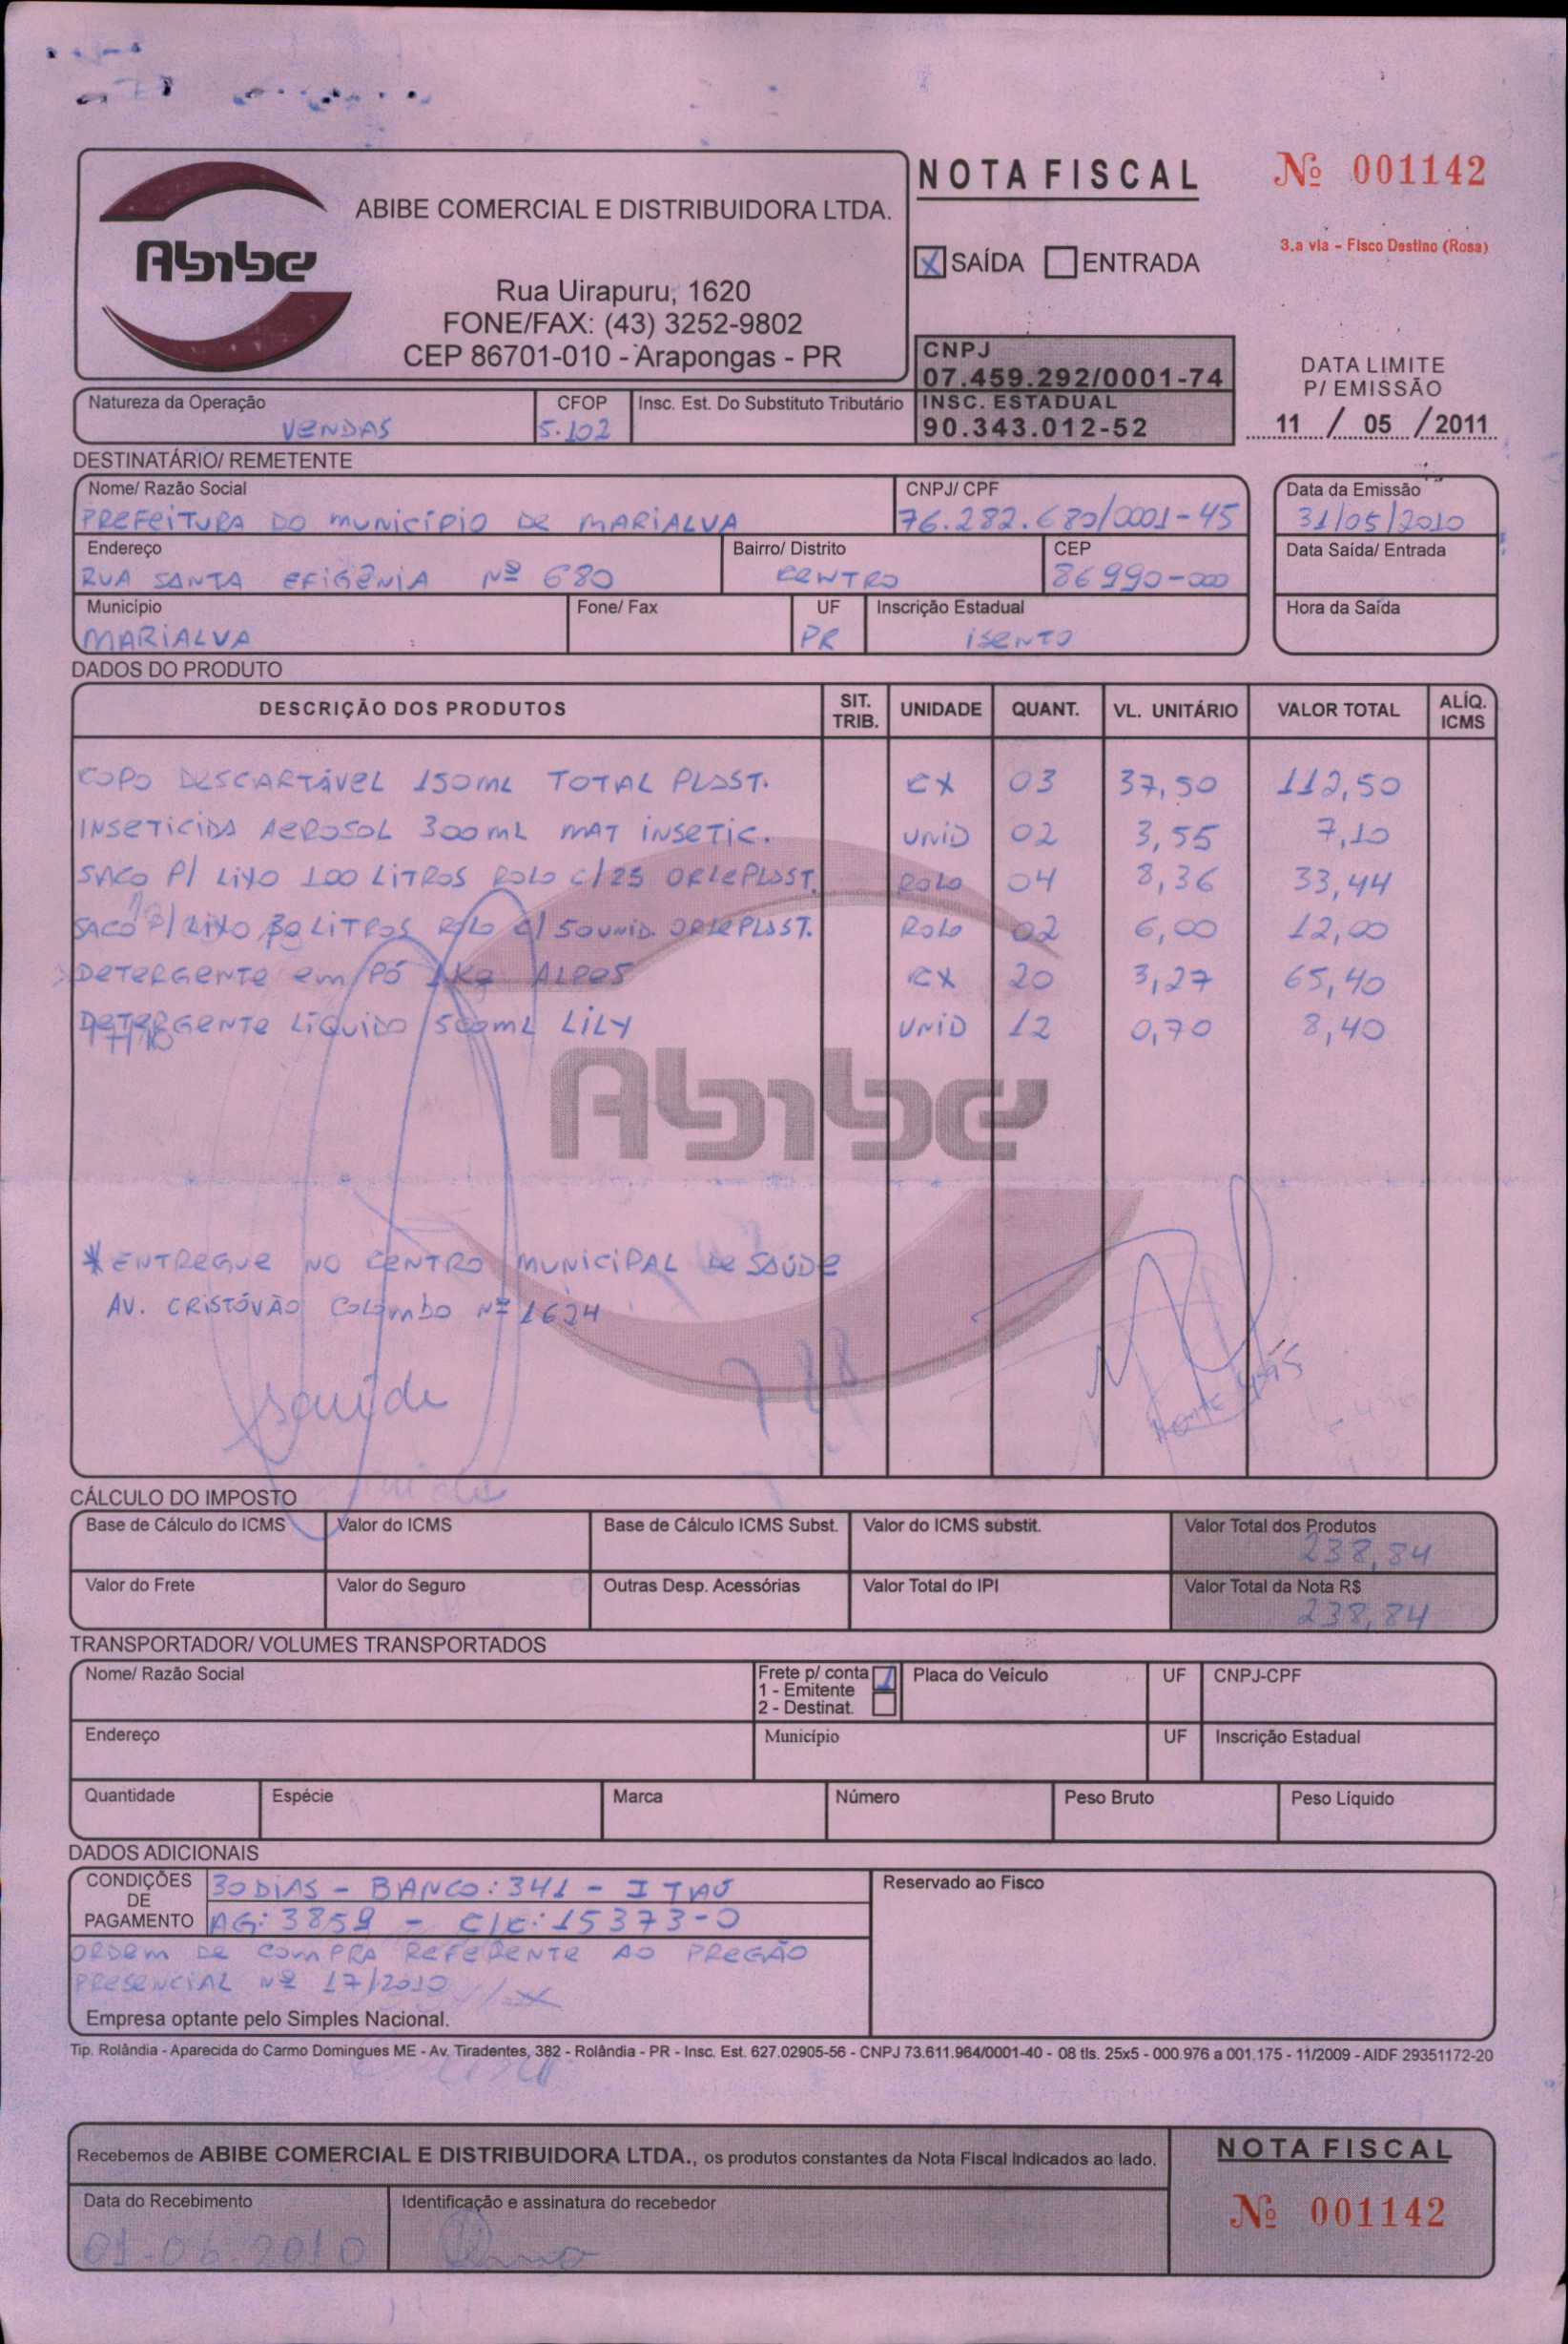 NOTA FISCAL
Nº 001142
3.a via - Fisco Destino (Rosa)
Abibe
ABIBE COMERCIAL E DISTRIBUIDORA LTDA.
Rua Uirapuru, 1620
FONE/FAX: (43) 3252-9802
CEP 86701-010 - Arapongas - PR
X SAÍDA ENTRADA
CNPJ
07.459.292/0001-74
INSC. ESTADUAL
90.343.012-52
DATA LIMITE
P/ EMISSÃO
11 / 05 / 2011
Natureza da Operação CFOP Insc. Est. Do Substituto Tributário
VENDAS 5.102
DESTINATÁRIO/ REMETENTE
Nome/ Razão Social CNPJ/ CPF Data da Emissão
PREFEITURA DO MUNICÍPIO DE MARIALVA 76.282.680/0001-45 31/05/2010
Endereço Bairro/ Distrito CEP Data Saída/ Entrada
RUA SANTA EFIGÊNIA Nº 680 CENTRO 86990-000
Município Fone/ Fax UF Inscrição Estadual Hora da Saída
MARIALVA PR ISENTO
DADOS DO PRODUTO
DESCRIÇÃO DOS PRODUTOS SIT. TRIB. UNIDADE QUANT. VL. UNITÁRIO VALOR TOTAL ALÍQ. ICMS
COPO DESCARTÁVEL 150ML TOTAL PLAST. CX 03 37,50 112,50
INSETICIDA AEROSOL 300ML MAT INSETIC. UNID 02 3,55 7,10
SACO P/ LIXO 100 LITROS ROLO C/25 ORLEPLAST. ROLO 04 8,36 33,44
SACO P/ LIXO 30 LITROS ROLO C/ 50UNID. ORLEPLAST. ROLO 02 6,00 12,00
DETERGENTE EM PÓ 1Kg ALPES CX 20 3,27 65,40
DETERGENTE LÍQUIDO 500ML LILY UNID 12 0,70 8,40
Abibe
* ENTREGUE NO CENTRO MUNICIPAL DE SAÚDE
AV. CRISTÓVÃO COLOMBO Nº 1624
Saúde
788
CÁLCULO DO IMPOSTO
Base de Cálculo do ICMS Valor do ICMS Base de Cálculo ICMS Subst. Valor do ICMS substit. Valor Total dos Produtos
238,84
Valor do Frete Valor do Seguro Outras Desp. Acessórias Valor Total do IPI Valor Total da Nota R$
238,84
TRANSPORTADOR/ VOLUMES TRANSPORTADOS
Nome/ Razão Social Frete p/ conta 1 Placa do Veículo UF CNPJ-CPF
1 - Emitente
2 - Destinat.
Endereço Município UF Inscrição Estadual
Quantidade Espécie Marca Número Peso Bruto Peso Líquido
DADOS ADICIONAIS
CONDIÇÕES DE PAGAMENTO Reservado ao Fisco
30 DIAS - BANCO: 341 - ITAÚ
AG: 3859 - C/C: 15373-0
ORDEM DE COMPRA REFERENTE AO PREGÃO
PRESENCIAL Nº 17/2010
Empresa optante pelo Simples Nacional.
Tip. Rolândia - Aparecida do Carmo Domingues ME - Av. Tiradentes, 382 - Rolândia - PR - Insc. Est. 627.02905-56 - CNPJ 73.611.964/0001-40 - 08 tls. 25x5 - 000.976 a 001.175 - 11/2009 - AIDF 29351172-20
Recebemos de ABIBE COMERCIAL E DISTRIBUIDORA LTDA., os produtos constantes da Nota Fiscal Indicados ao lado.
NOTA FISCAL
Nº 001142
Data do Recebimento Identificação e assinatura do recebedor
01.06.2010